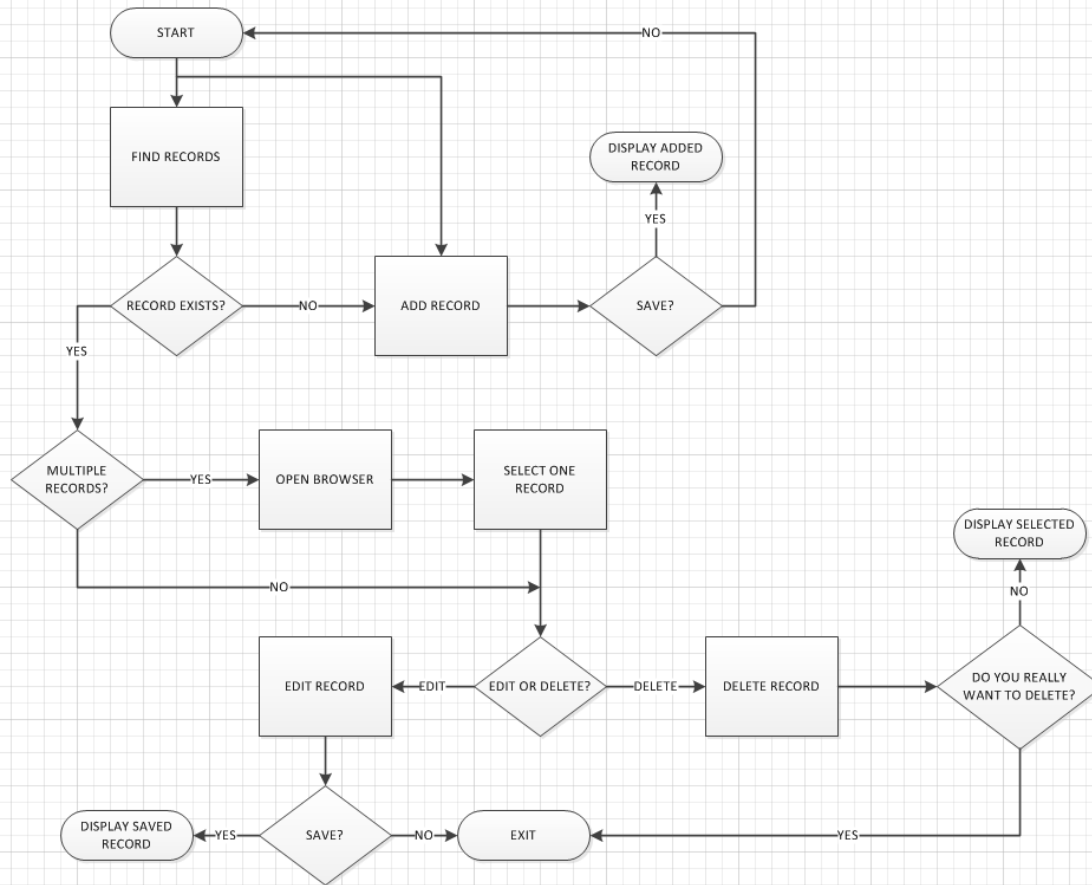 START
NO
FIND RECORDS
DISPLAY ADDED
RECORD
YES
RECORD EXISTS?
NO
ADD RECORD
SAVE?
YES
MULTIPLE
RECORDS?
YES
OPEN BROWSER
SELECT ONE
RECORD
DISPLAY SELECTED
RECORD
NO
NO
EDIT RECORD
EDIT
EDIT OR DELETE?
DELETE
DELETE RECORD
DO YOU REALLY
WANT TO DELETE?
DISPLAY SAVED
RECORD
YES
SAVE?
NO
EXIT
YES